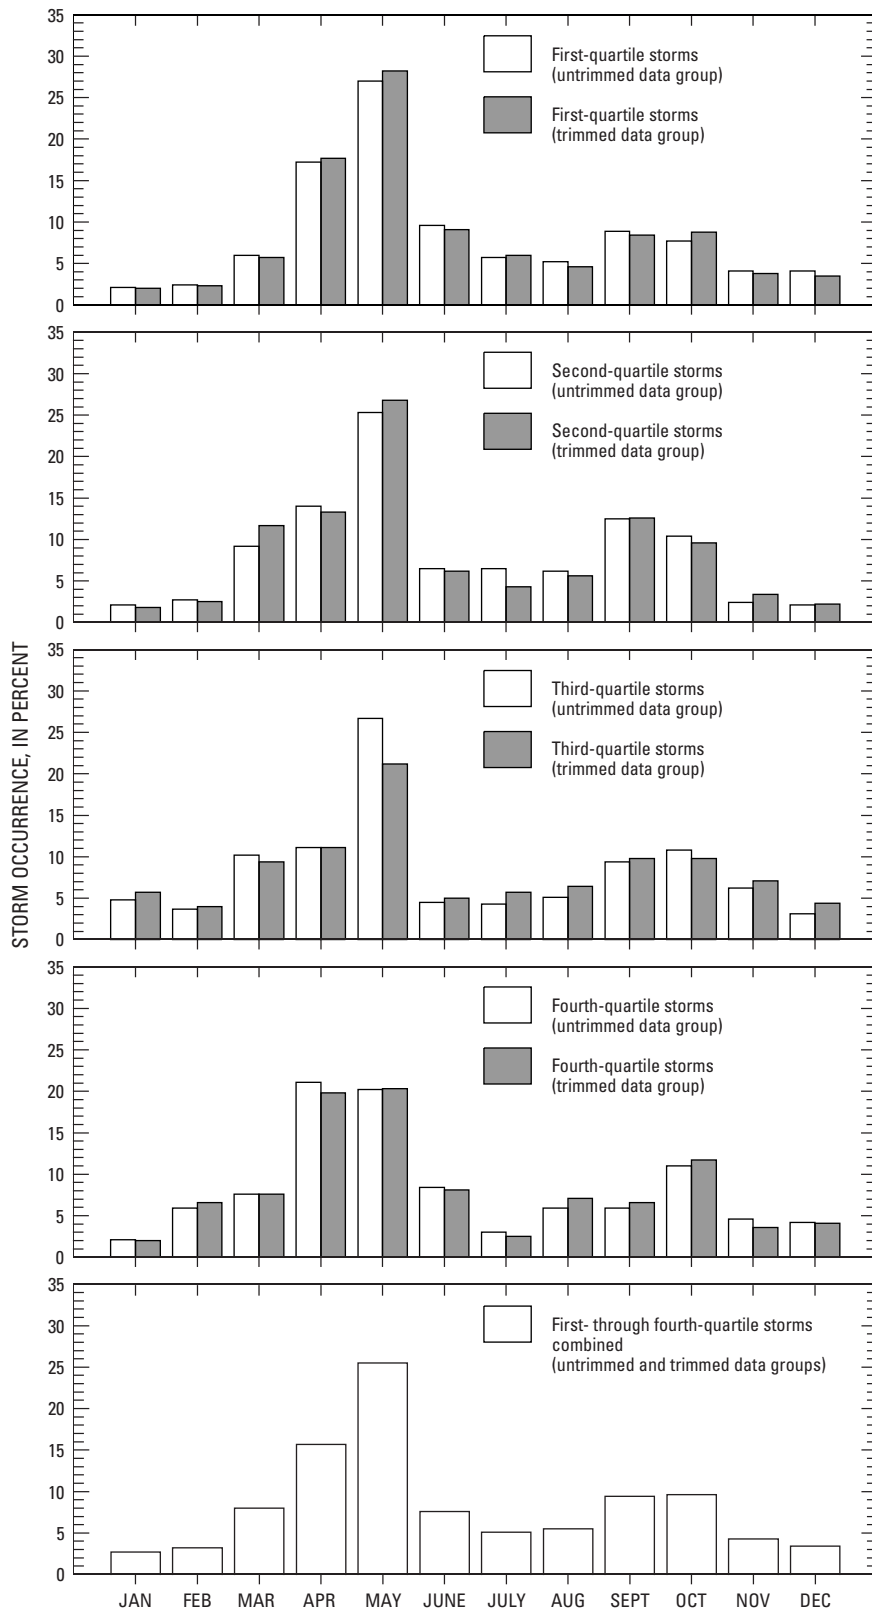 STORM OCCURRENCE, IN PERCENT
35
30
25
20
15
10
5
0
First-quartile storms
(untrimmed data group)
First-quartile storms
(trimmed data group)
35
30
25
20
15
10
5
0
Second-quartile storms
(untrimmed data group)
Second-quartile storms
(trimmed data group)
35
30
25
20
15
10
5
0
Third-quartile storms
(untrimmed data group)
Third-quartile storms
(trimmed data group)
35
30
25
20
15
10
5
0
Fourth-quartile storms
(untrimmed data group)
Fourth-quartile storms
(trimmed data group)
35
30
25
20
15
10
5
0
First- through fourth-quartile storms
combined
(untrimmed and trimmed data groups)
JAN FEB MAR APR MAY JUNE JULY AUG SEPT OCT NOV DEC